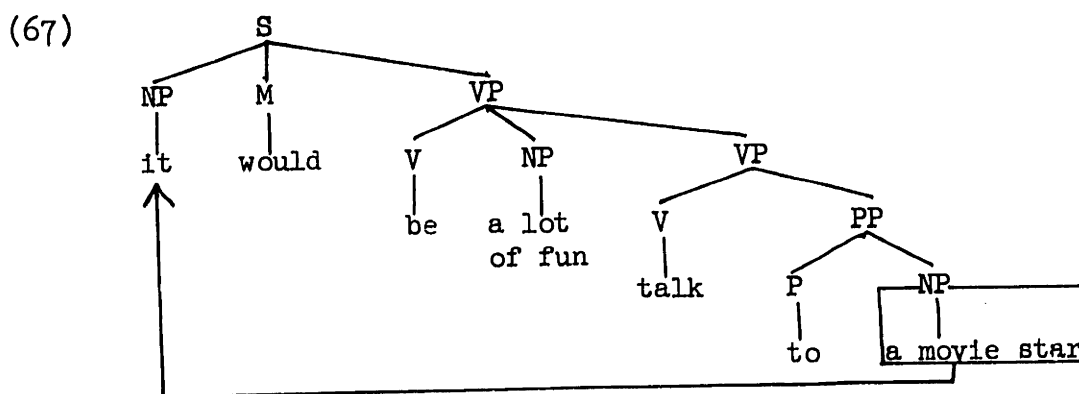 (67)
S
NP M VP
it would V NP VP
be a lot of fun V PP
talk P NP
to a movie star